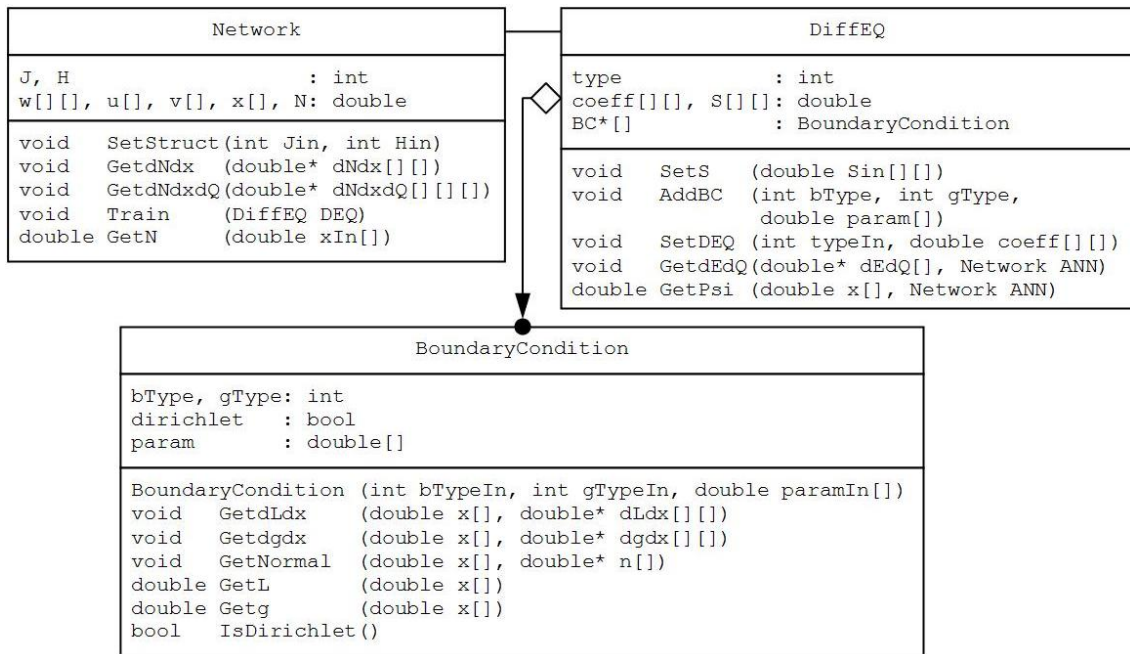 Network
J, H : int
w[][], u[], v[], x[], N: double
void SetStruct(int Jin, int Hin)
void GetdNdx (double* dNdx[][])
void GetdNdxdQ(double* dNdxdQ[][][])
void Train (DiffEQ DEQ)
double GetN (double xIn[])
DiffEQ
type : int
coeff[][], S[][]: double
BC*[] : BoundaryCondition
void SetS (double Sin[][])
void AddBC (int bType, int gType,
double param[])
void SetDEQ (int typeIn, double coeff[][])
void GetdEdQ(double* dEdQ[], Network ANN)
double GetPsi (double x[], Network ANN)
BoundaryCondition
bType, gType: int
dirichlet : bool
param : double[]
BoundaryCondition (int bTypeIn, int gTypeIn, double paramIn[])
void GetdLdx (double x[], double* dLdx[][])
void Getdgdx (double x[], double* dgdx[][])
void GetNormal (double x[], double* n[])
double GetL (double x[])
double Getg (double x[])
bool IsDirichlet()